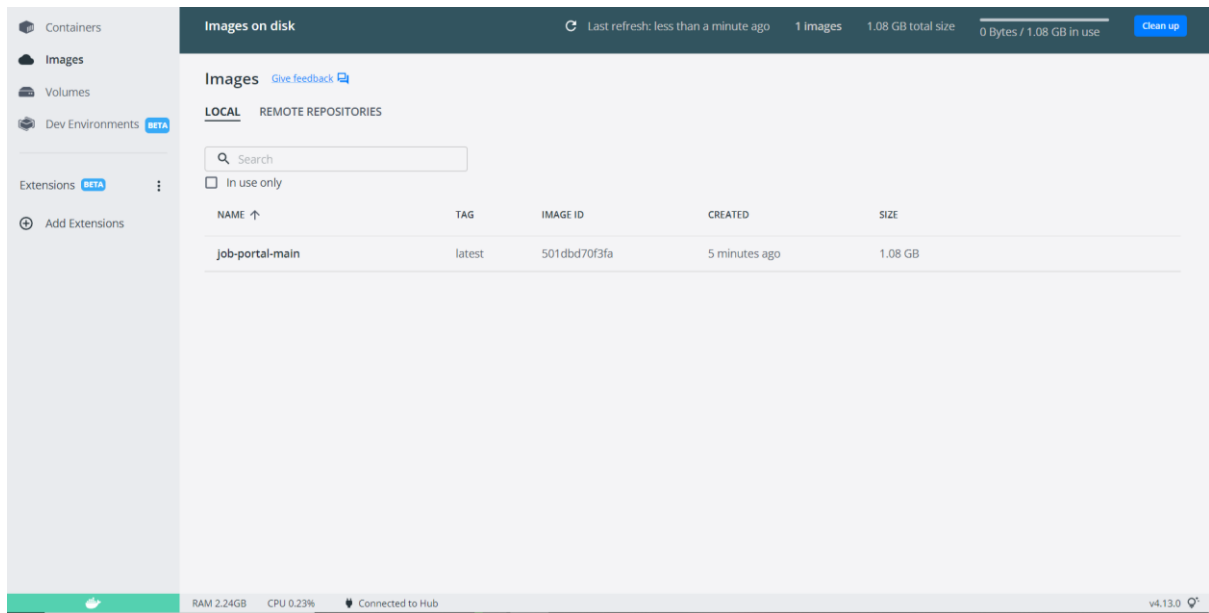 Containers
Images
Volumes
Dev Environments BETA
Extensions BETA
Add Extensions
Images on disk Last refresh: less than a minute ago 1 images 1.08 GB total size 0 Bytes / 1.08 GB in use Clean up
Images Give feedback
LOCAL REMOTE REPOSITORIES
Search
In use only
NAME TAG IMAGE ID CREATED SIZE
job-portal-main latest 501dbd70f3fa 5 minutes ago 1.08 GB
RAM 2.24GB CPU 0.23% Connected to Hub v4.13.0